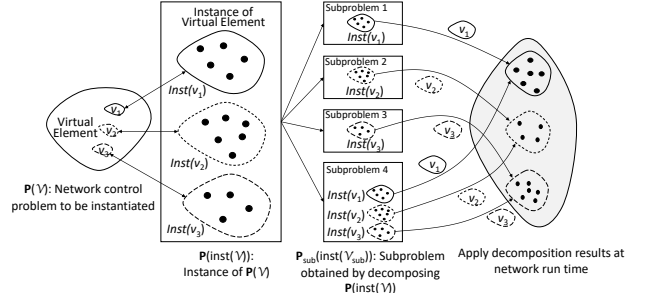 Instance of
Virtual Element
Inst(v₁)
Inst(v₂)
Inst(v₃)
Virtual
Element
v₁
v₂
v₃
P(𝒱): Network control
problem to be instantiated
P(inst(𝒱)):
Instance of P(𝒱)
Subproblem 1
Inst(v₁)
Subproblem 2
Inst(v₂)
Subproblem 3
Inst(v₃)
Subproblem 4
Inst(v₁)
Inst(v₂)
Inst(v₃)
P_sub(inst(𝒱_sub)): Subproblem
obtained by decomposing
P(inst(𝒱))
v₁
v₂
v₃
v₁
v₂
v₃
Apply decomposition results at
network run time